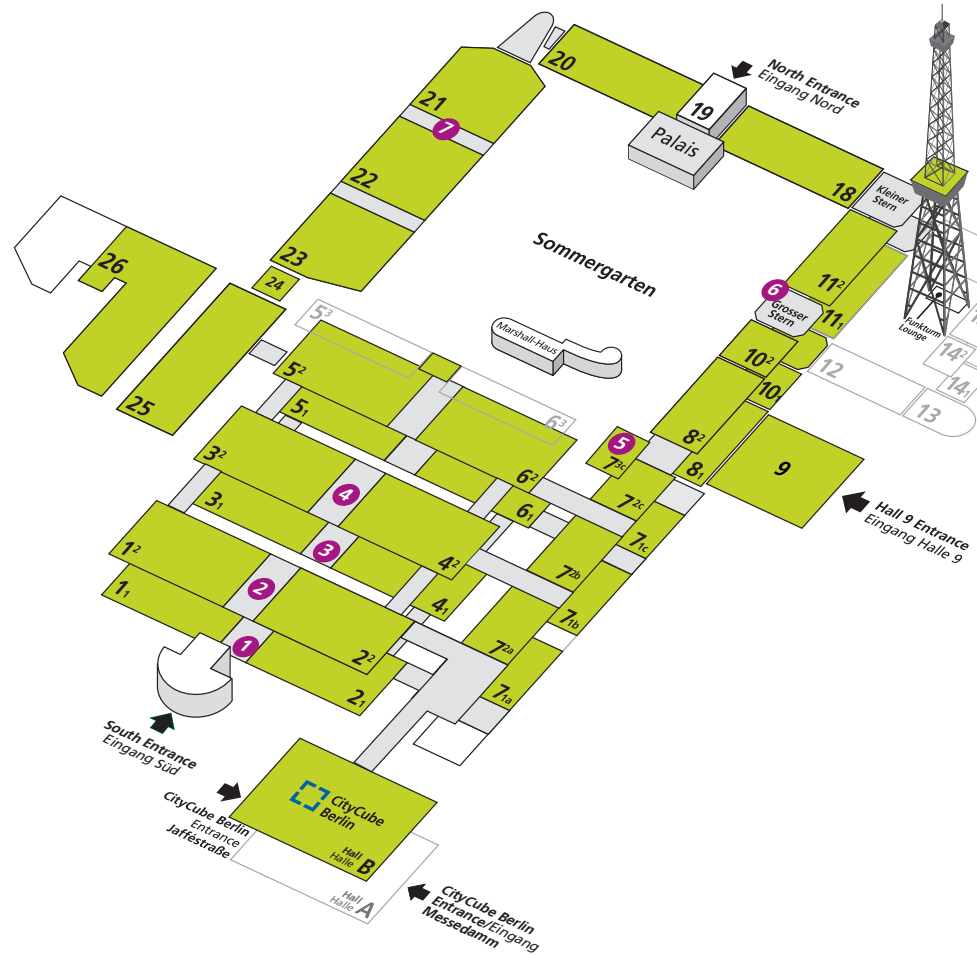 20
North Entrance
Eingang Nord
19
Palais
21
7
22
18
Kleiner
Stern
23
Sommergarten
26
24
11²
6
Grosser
Stern
11₁
Funkturm
Lounge
5³
Marshall-Haus
5²
10²
12
14²
14₁
10₁
13
25
5₁
6³
8²
5
7³ᶜ
8₁
9
3²
6²
Hall 9 Entrance
Eingang Halle 9
4
7²ᶜ
3₁
6₁
7₁c
3
1²
4²
7²ᵇ
2
1₁
4₁
7₁b
1
2²
7²ᵃ
2₁
7₁a
South Entrance
Eingang Süd
CityCube Berlin
Entrance
Jafféstraße
CityCube
Berlin
Hall
Halle B
Hall
Halle A
CityCube Berlin
Entrance/Eingang
Messedamm